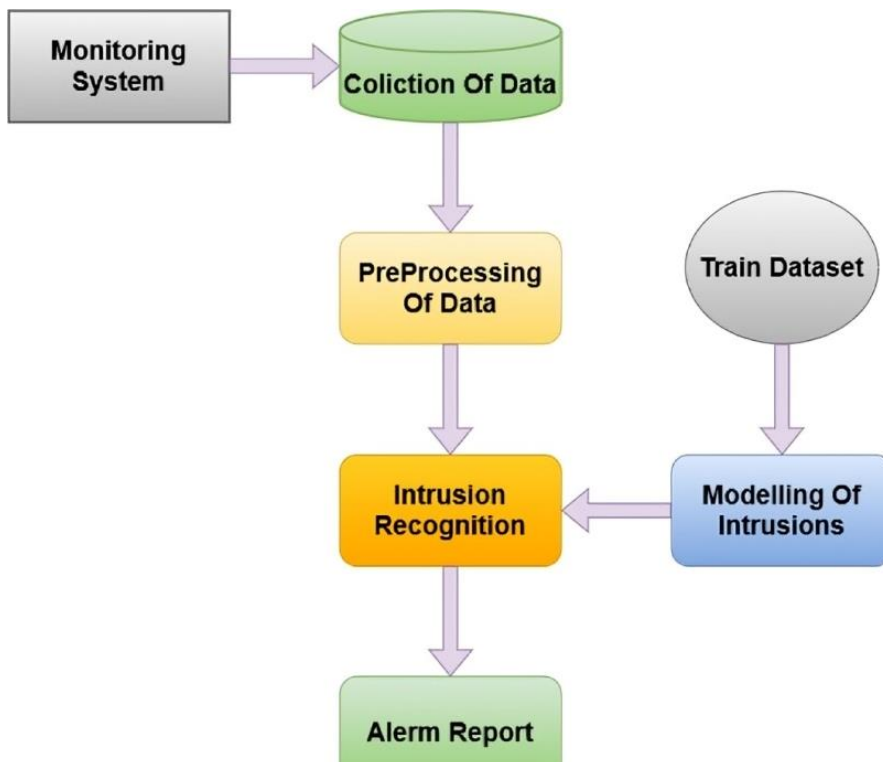 Monitoring
System
Coliction Of Data
PreProcessing
Of Data
Train Dataset
Intrusion
Recognition
Modelling Of
Intrusions
Alerm Report